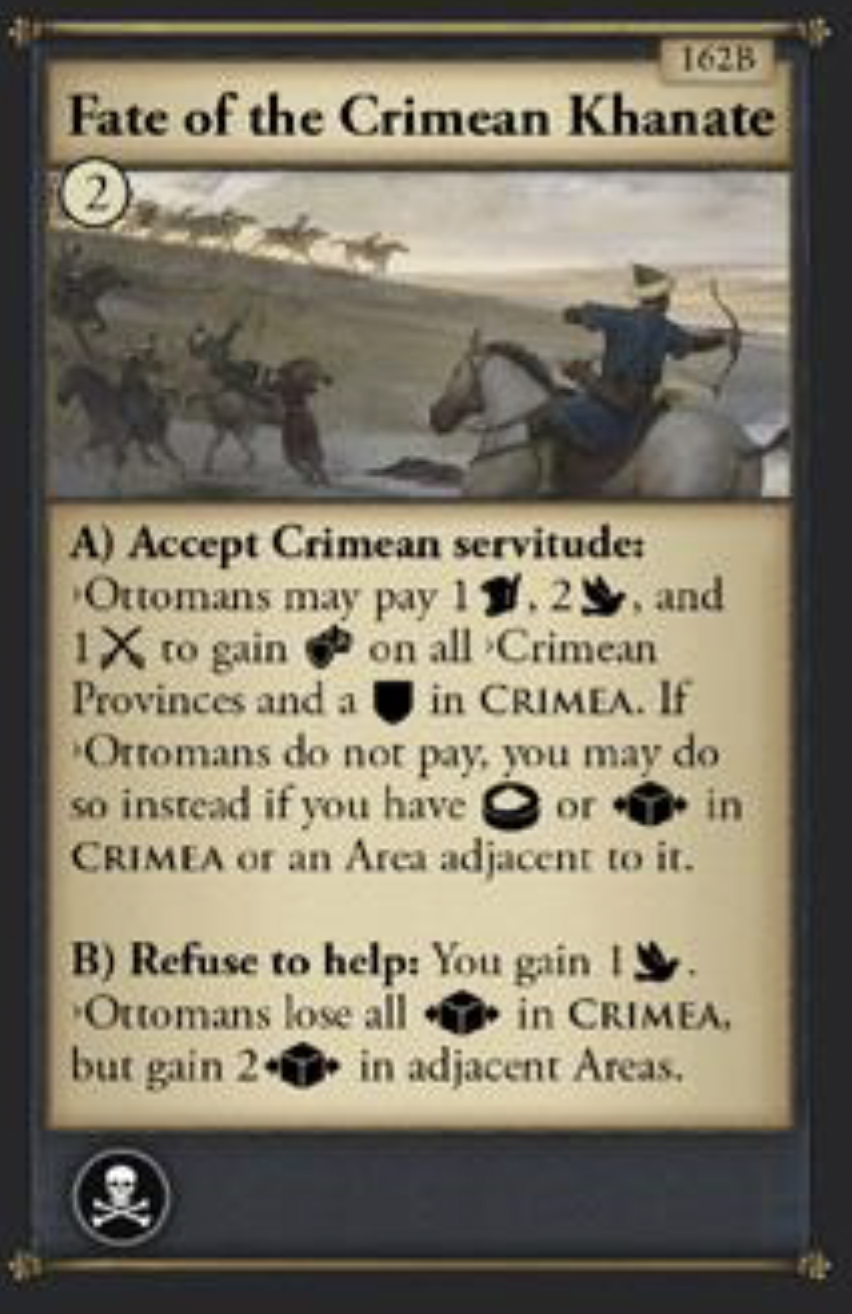 162B
Fate of the Crimean Khanate
2
A) Accept Crimean servitude:
›Ottomans may pay 1 , 2 , and
1 to gain on all ›Crimean
Provinces and a in CRIMEA. If
›Ottomans do not pay, you may do
so instead if you have or in
CRIMEA or an Area adjacent to it.
B) Refuse to help: You gain 1 .
›Ottomans lose all in CRIMEA,
but gain 2 in adjacent Areas.